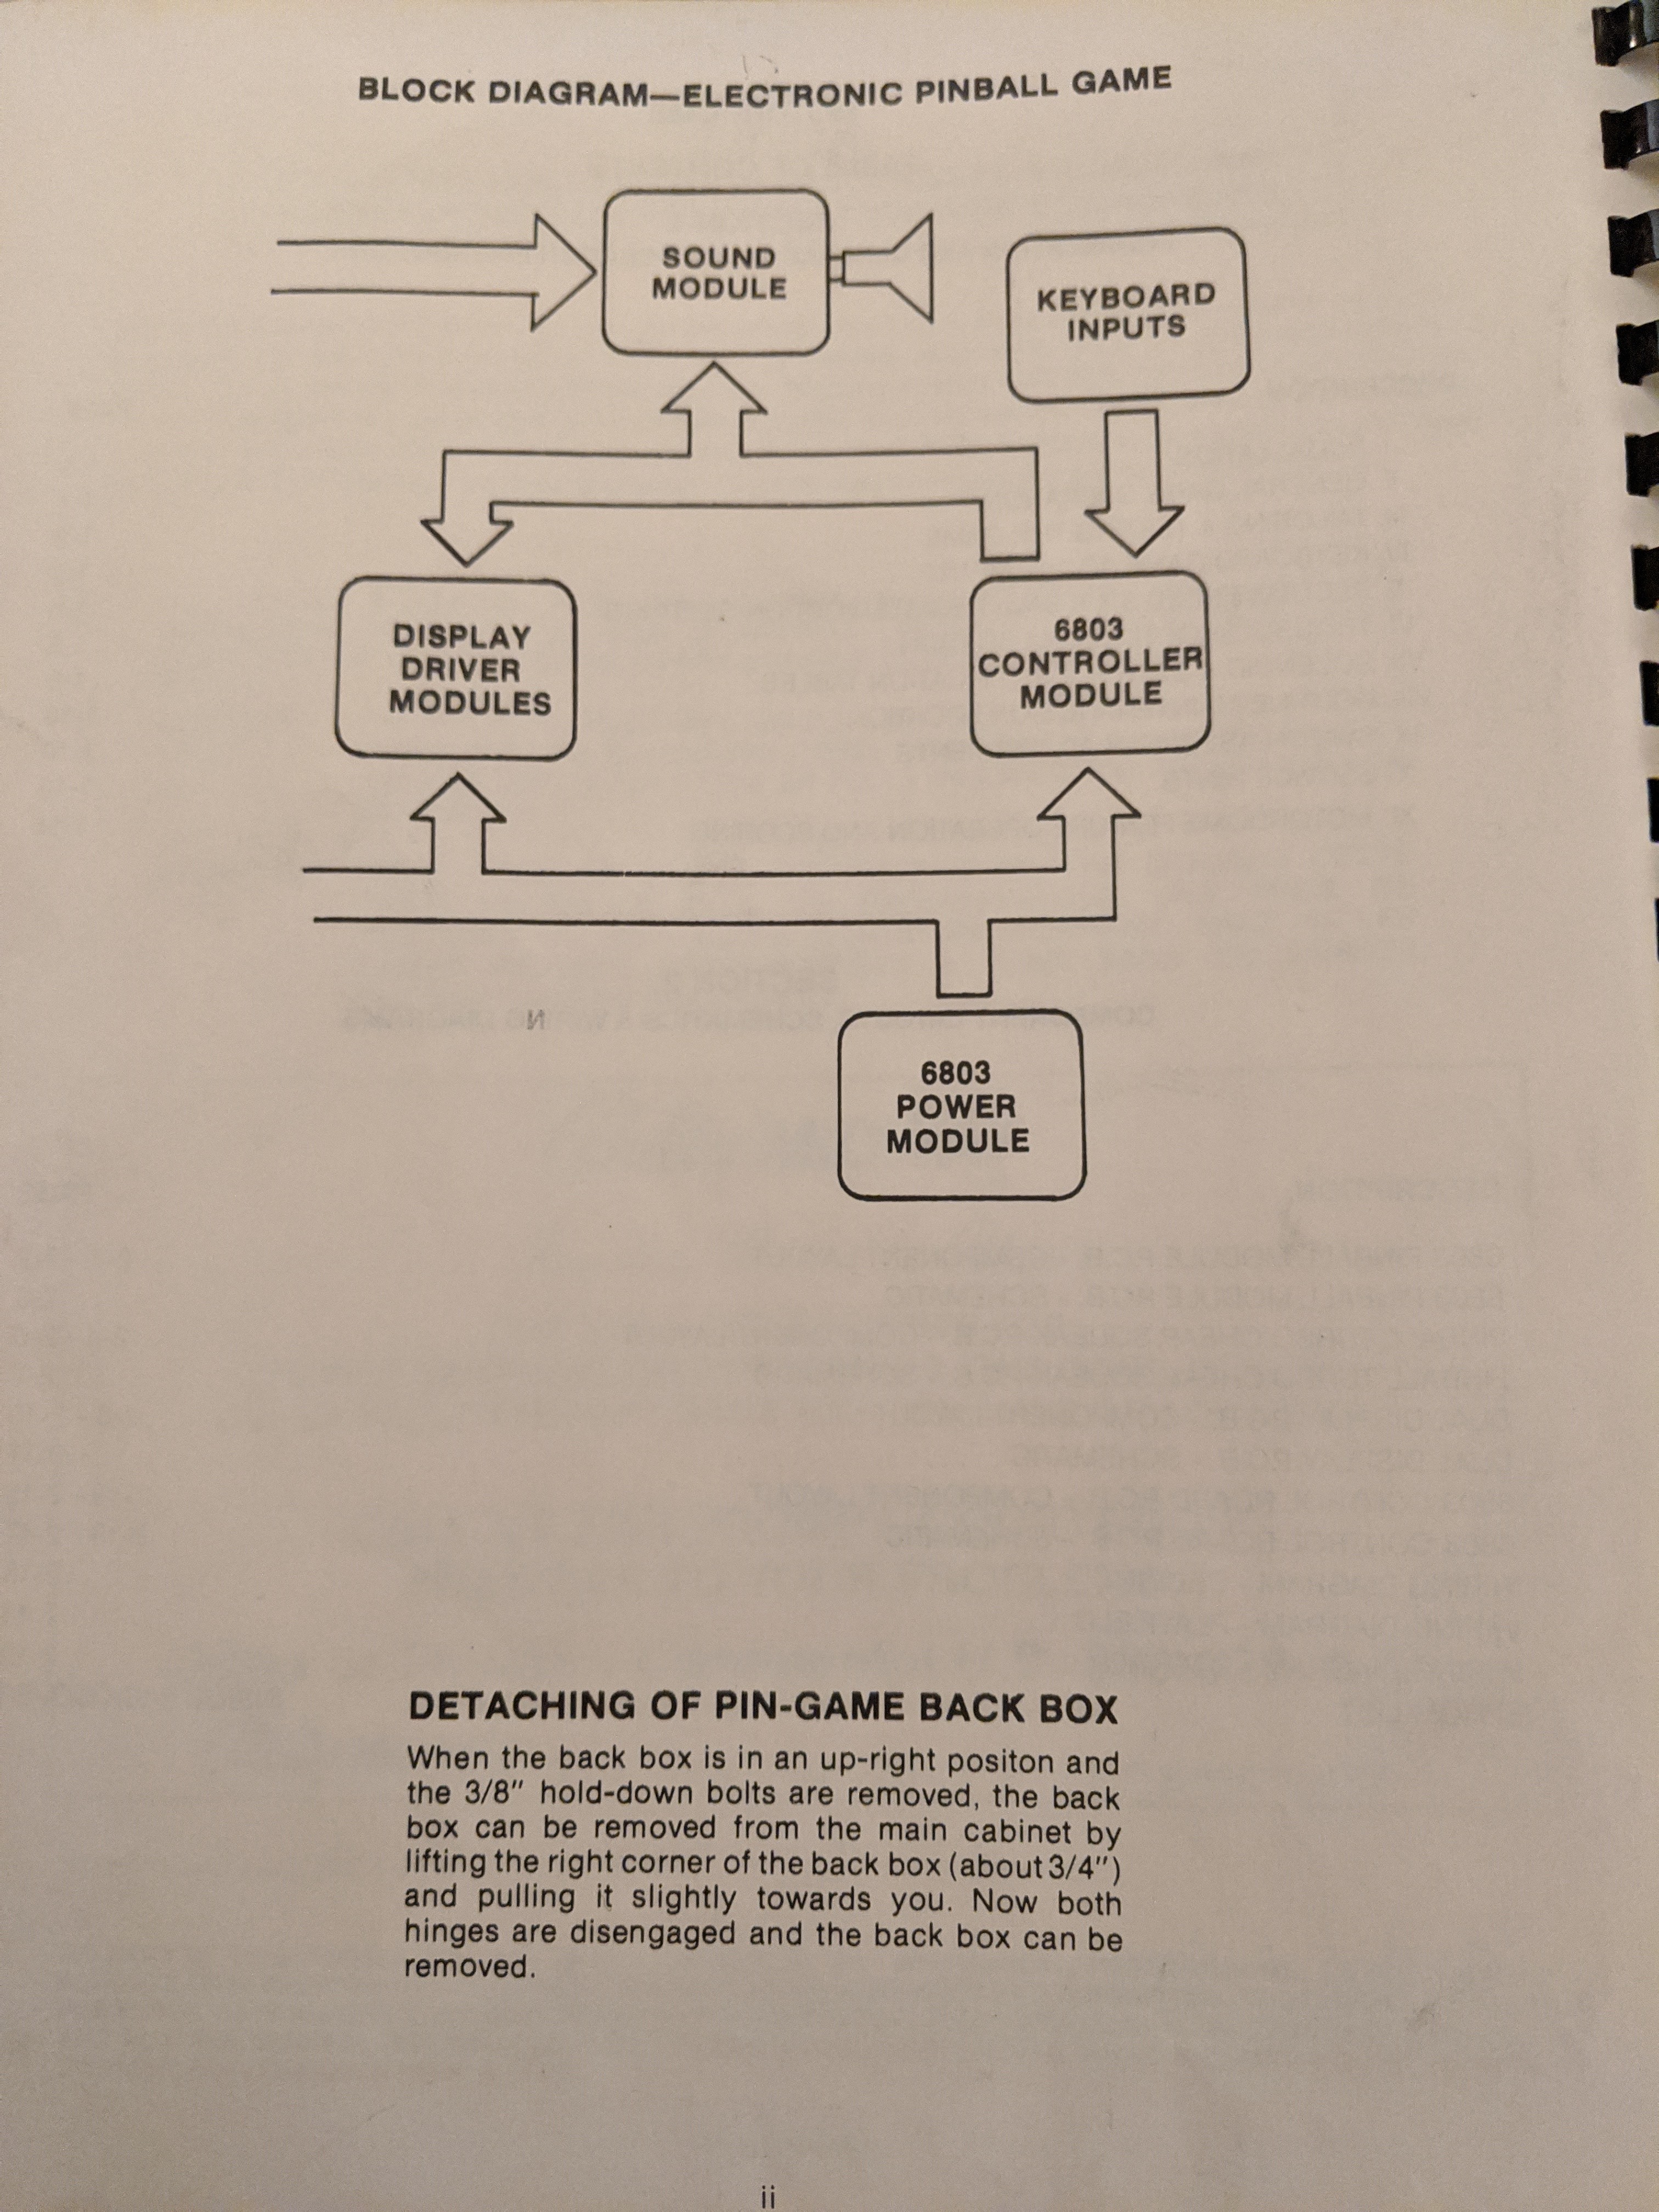 BLOCK DIAGRAM—ELECTRONIC PINBALL GAME
SOUND
MODULE
KEYBOARD
INPUTS
DISPLAY
DRIVER
MODULES
6803
CONTROLLER
MODULE
6803
POWER
MODULE
DETACHING OF PIN-GAME BACK BOX
When the back box is in an up-right positon and
the 3/8" hold-down bolts are removed, the back
box can be removed from the main cabinet by
lifting the right corner of the back box (about 3/4")
and pulling it slightly towards you. Now both
hinges are disengaged and the back box can be
removed.
ii